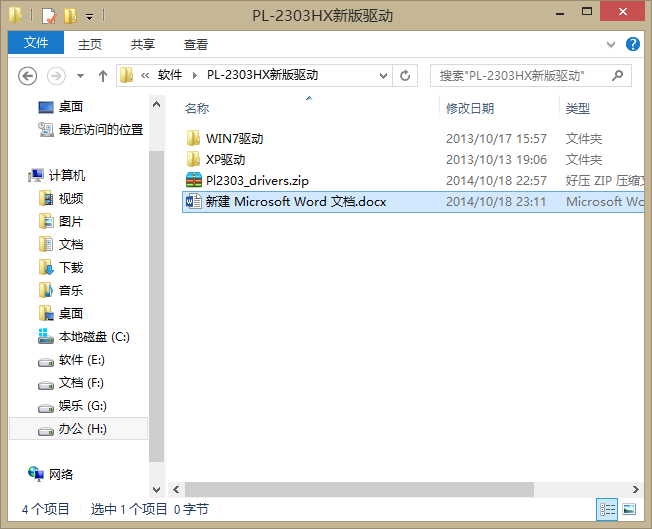 PL-2303HX新版驱动
文件 主页 共享 查看
« 软件 PL-2303HX新版驱动 搜索"PL-2303HX新版驱动"
名称 修改日期 类型
桌面
最近访问的位置
计算机
视频
图片
文档
下载
音乐
桌面
本地磁盘 (C:)
软件 (E:)
文档 (F:)
娱乐 (G:)
办公 (H:)
网络
WIN7驱动 2013/10/17 15:57 文件夹
XP驱动 2013/10/13 19:06 文件夹
Pl2303_drivers.zip 2014/10/18 22:57 好压 ZIP 压缩文
新建 Microsoft Word 文档.docx 2014/10/18 23:11 Microsoft Wo
4 个项目 选中 1 个项目 0 字节